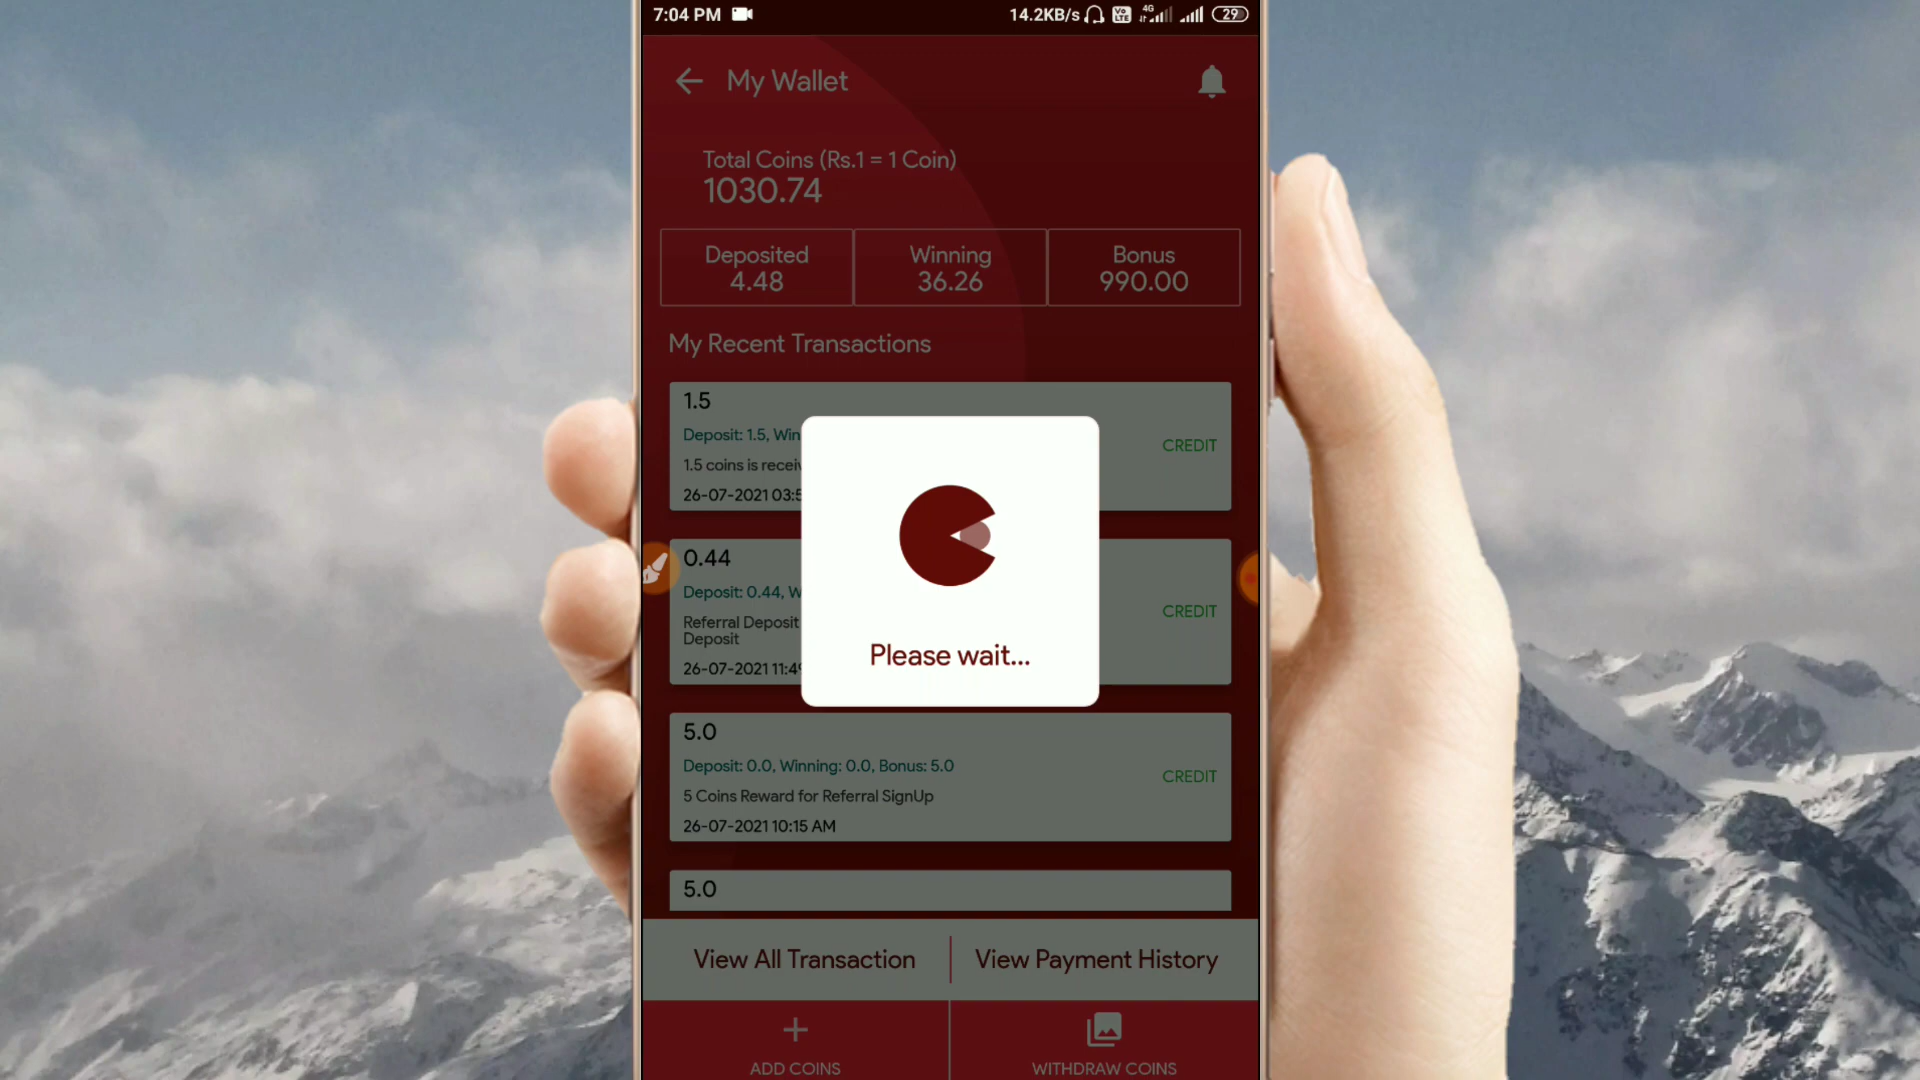 7:04 PM
14.2KB/s
Vo LTE
4G
29
My Wallet
Total Coins (Rs.1 = 1 Coin)
1030.74
Deposited
4.48
Winning
36.26
Bonus
990.00
My Recent Transactions
1.5
Deposit: 1.5, Win
1.5 coins is
26-07-2021
CREDIT
0.44
Deposit: 0.44, W
Referral Deposit
Deposit
26-07-2021 11:4
CREDIT
Please wait...
5.0
Deposit: 0.0, Winning: 0.0, Bonus: 5.0
5 Coins Reward for Referral SignUp
26-07-2021 10:15 AM
CREDIT
5.0
View All Transaction
View Payment History
ADD COINS
WITHDRAW COINS